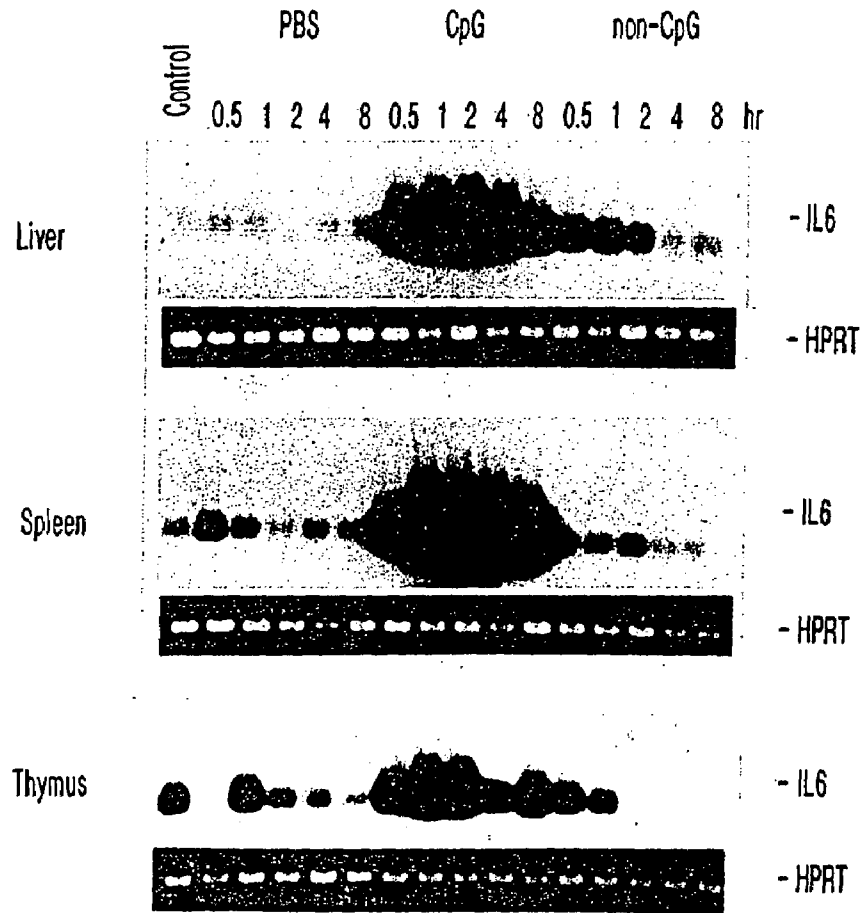 PBS CpG non-CpG
Control 0.5 1 2 4 8 0.5 1 2 4 8 0.5 1 2 4 8 hr
Liver - IL6
- HPRT
Spleen - IL6
- HPRT
Thymus - IL6
- HPRT